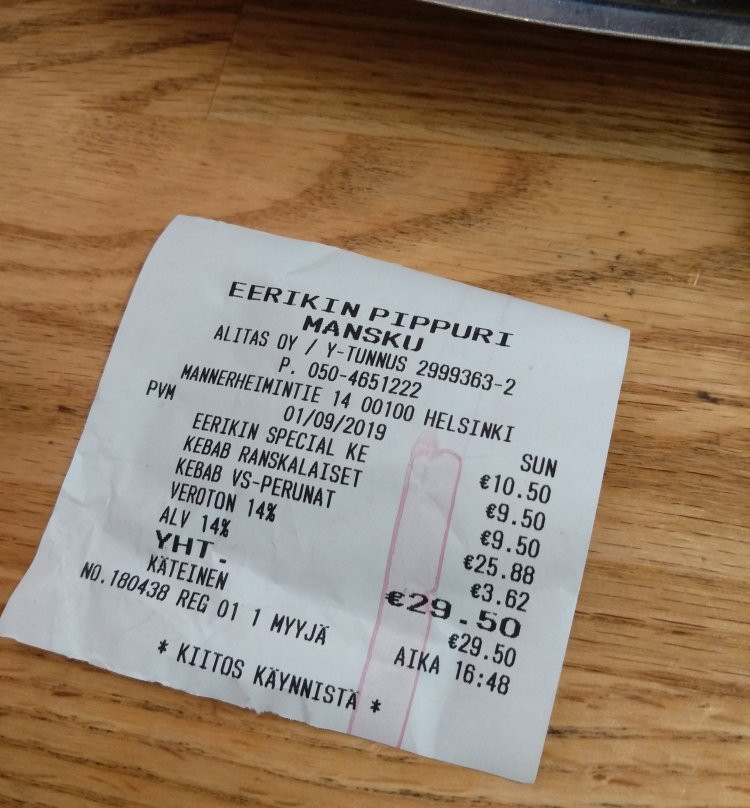 EERIKIN PIPPURI
MANSKU
ALITAS OY / Y-TUNNUS 2999363-2
P. 050-4651222
MANNERHEIMINTIE 14 00100 HELSINKI
PVM 01/09/2019 SUN
EERIKIN SPECIAL KE €10.50
KEBAB RANSKALAISET €9.50
KEBAB VS-PERUNAT €9.50
VEROTON 14% €25.88
ALV 14% €3.62
YHT. €29.50
KÄTEINEN €29.50
NO.180438 REG 01 1 MYYJÄ AIKA 16:48
* KIITOS KÄYNNISTÄ *